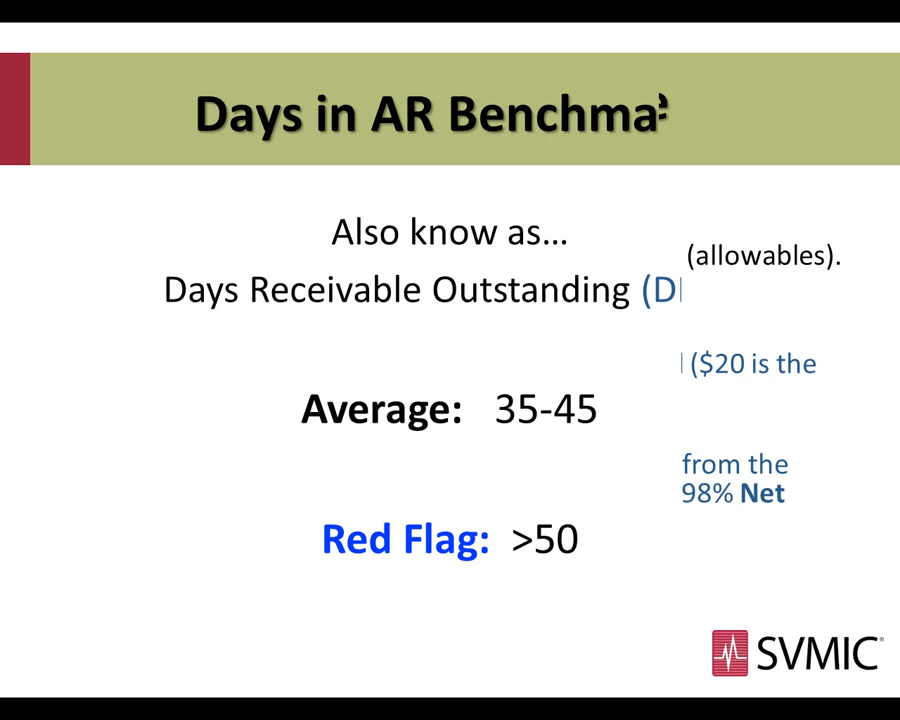 Days in AR Benchma
Also know as…
(allowables).
Days Receivable Outstanding (D
($20 is the
Average: 35-45
from the
98% Net
Red Flag: >50
SVMIC